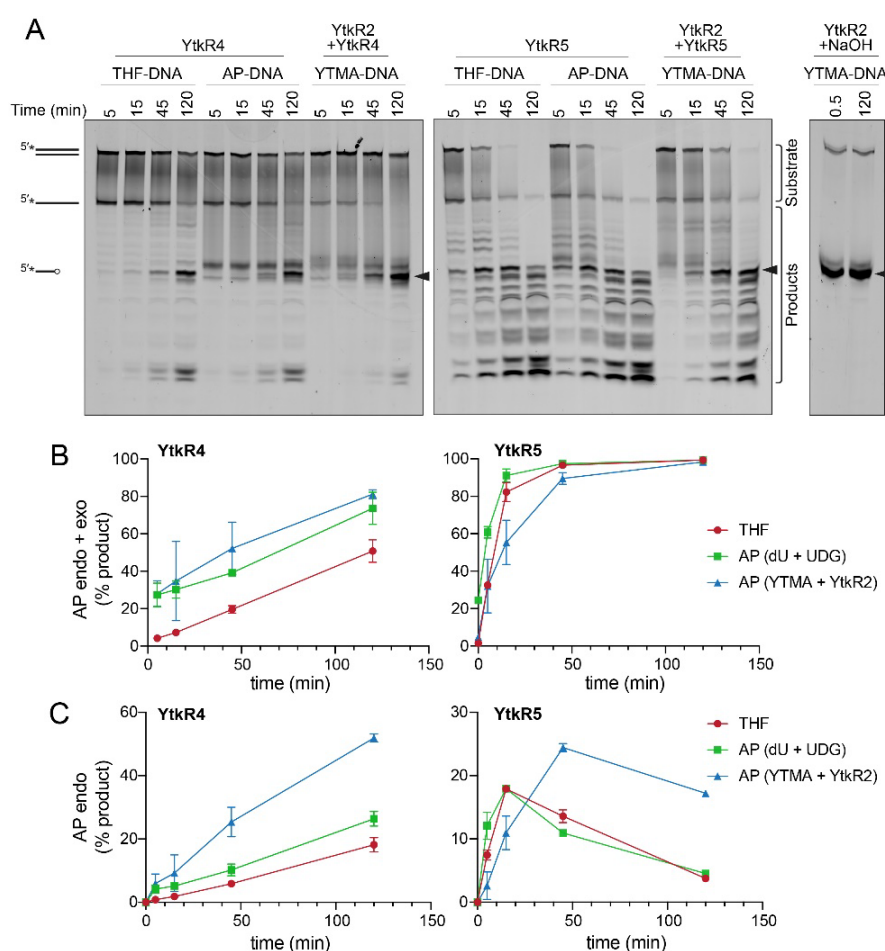 A
YtkR4
YtkR2
+YtkR4
YtkR5
YtkR2
+YtkR5
YtkR2
+NaOH
THF-DNA AP-DNA YTMA-DNA THF-DNA AP-DNA YTMA-DNA YTMA-DNA
Time (min) 5 15 45 120 5 15 45 120 5 15 45 120 5 15 45 120 5 15 45 120 5 15 45 120 0.5 120
5'*
5'*
5'*
Substrate
Products
B
YtkR4
AP endo + exo
(% product)
100
80
60
40
20
0
0 50 100 150
time (min)
YtkR5
100
80
60
40
20
0
0 50 100 150
time (min)
THF
AP (dU + UDG)
AP (YTMA + YtkR2)
C
YtkR4
AP endo
(% product)
60
40
20
0
0 50 100 150
time (min)
YtkR5
30
20
10
0
0 50 100 150
time (min)
THF
AP (dU + UDG)
AP (YTMA + YtkR2)